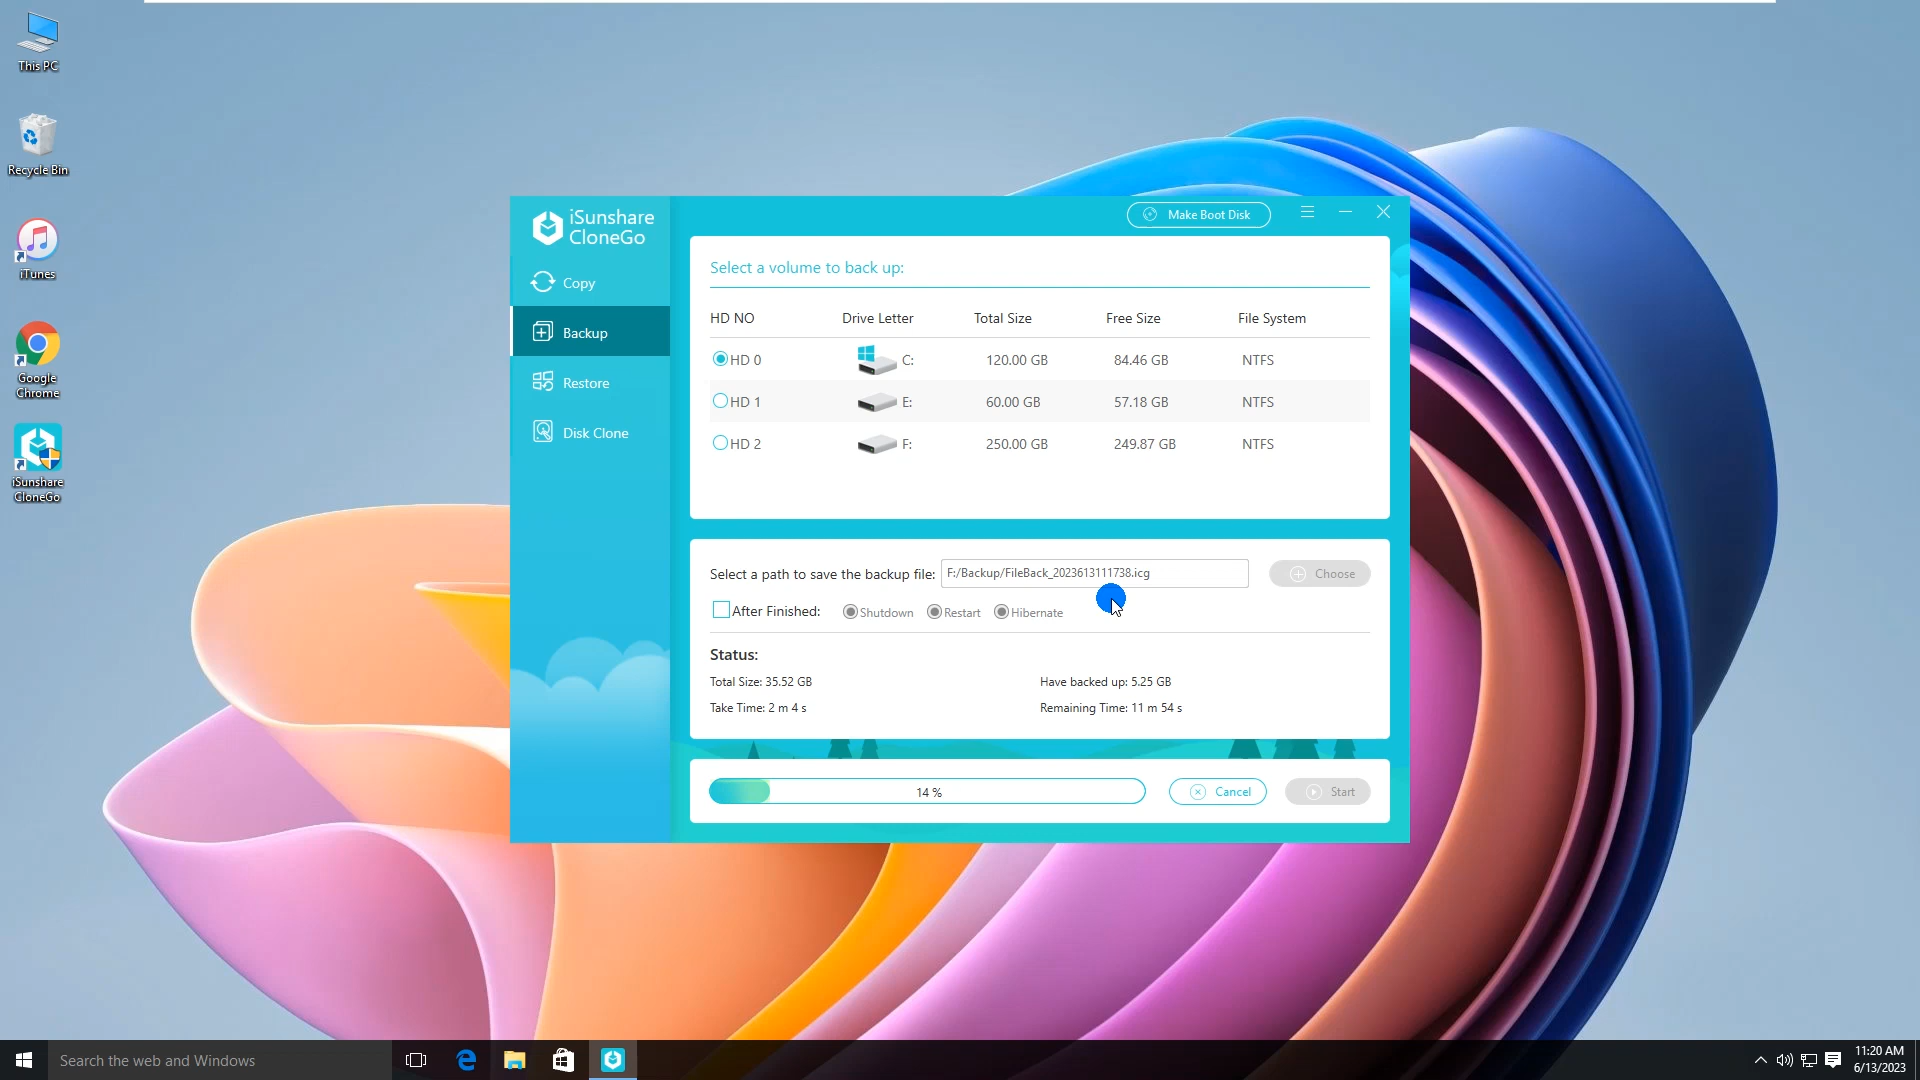 This PC
Recycle Bin
iTunes
Google
Chrome
iSunshare
CloneGo
iSunshare
CloneGo
Make Boot Disk
Copy
Backup
Restore
Disk Clone
Select a volume to back up:
HD NO Drive Letter Total Size Free Size File System
HD 0 C: 120.00 GB 84.46 GB NTFS
HD 1 E: 60.00 GB 57.18 GB NTFS
HD 2 F: 250.00 GB 249.87 GB NTFS
Select a path to save the backup file: F:/Backup/FileBack_2023613111738.icg Choose
After Finished: Shutdown Restart Hibernate
Status:
Total Size: 35.52 GB Have backed up: 5.25 GB
Take Time: 2 m 4 s Remaining Time: 11 m 54 s
14 % Cancel Start
Search the web and Windows
11:20 AM
6/13/2023